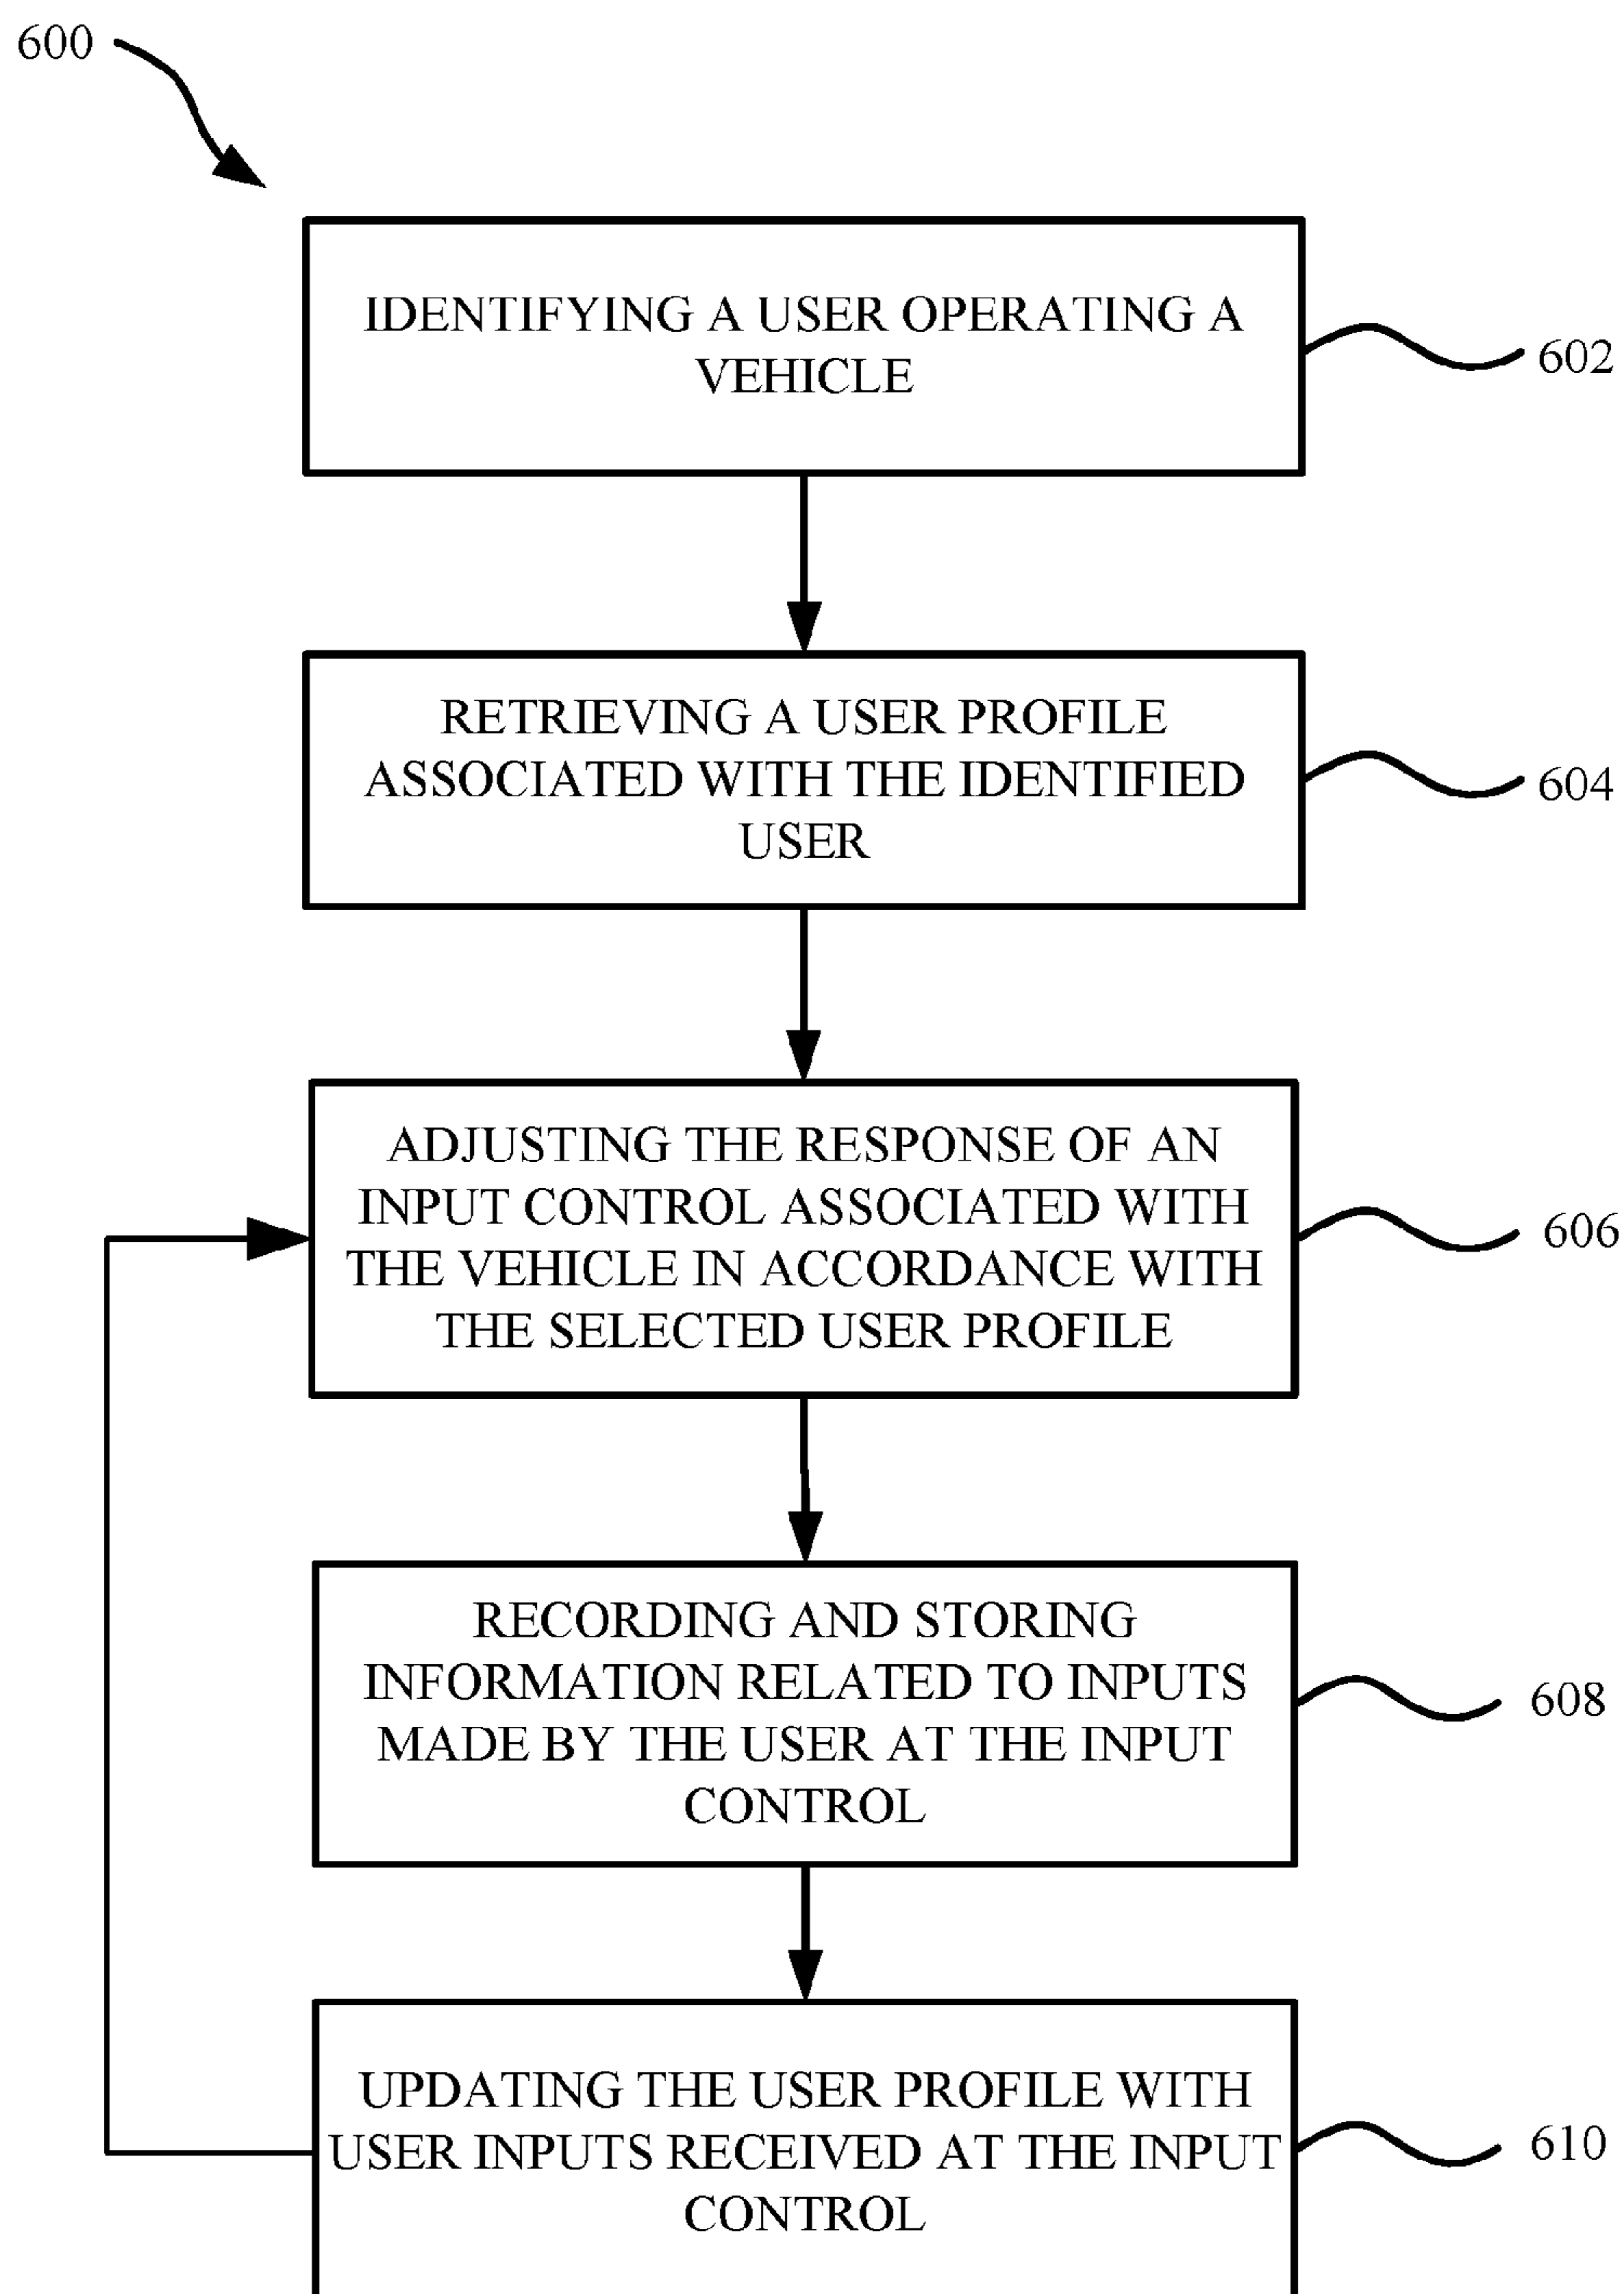 600
IDENTIFYING A USER OPERATING A
VEHICLE
602
RETRIEVING A USER PROFILE
ASSOCIATED WITH THE IDENTIFIED
USER
604
ADJUSTING THE RESPONSE OF AN
INPUT CONTROL ASSOCIATED WITH
THE VEHICLE IN ACCORDANCE WITH
THE SELECTED USER PROFILE
606
RECORDING AND STORING
INFORMATION RELATED TO INPUTS
MADE BY THE USER AT THE INPUT
CONTROL
608
UPDATING THE USER PROFILE WITH
USER INPUTS RECEIVED AT THE INPUT
CONTROL
610